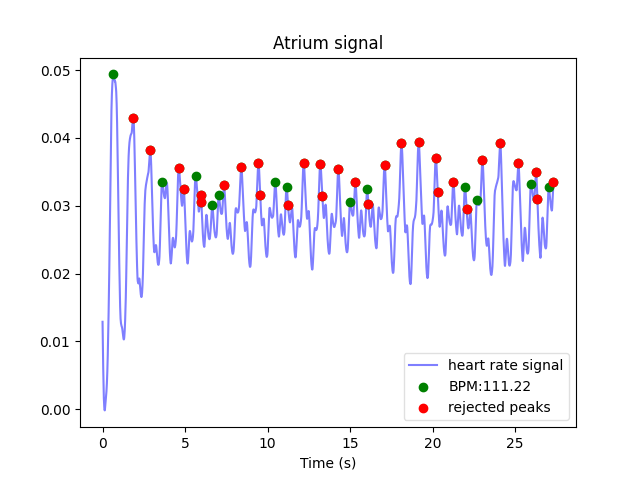 Atrium signal
0.05
0.04
0.03
0.02
0.01
0.00
heart rate signal
BPM:111.22
rejected peaks
0 5 10 15 20 25
Time (s)